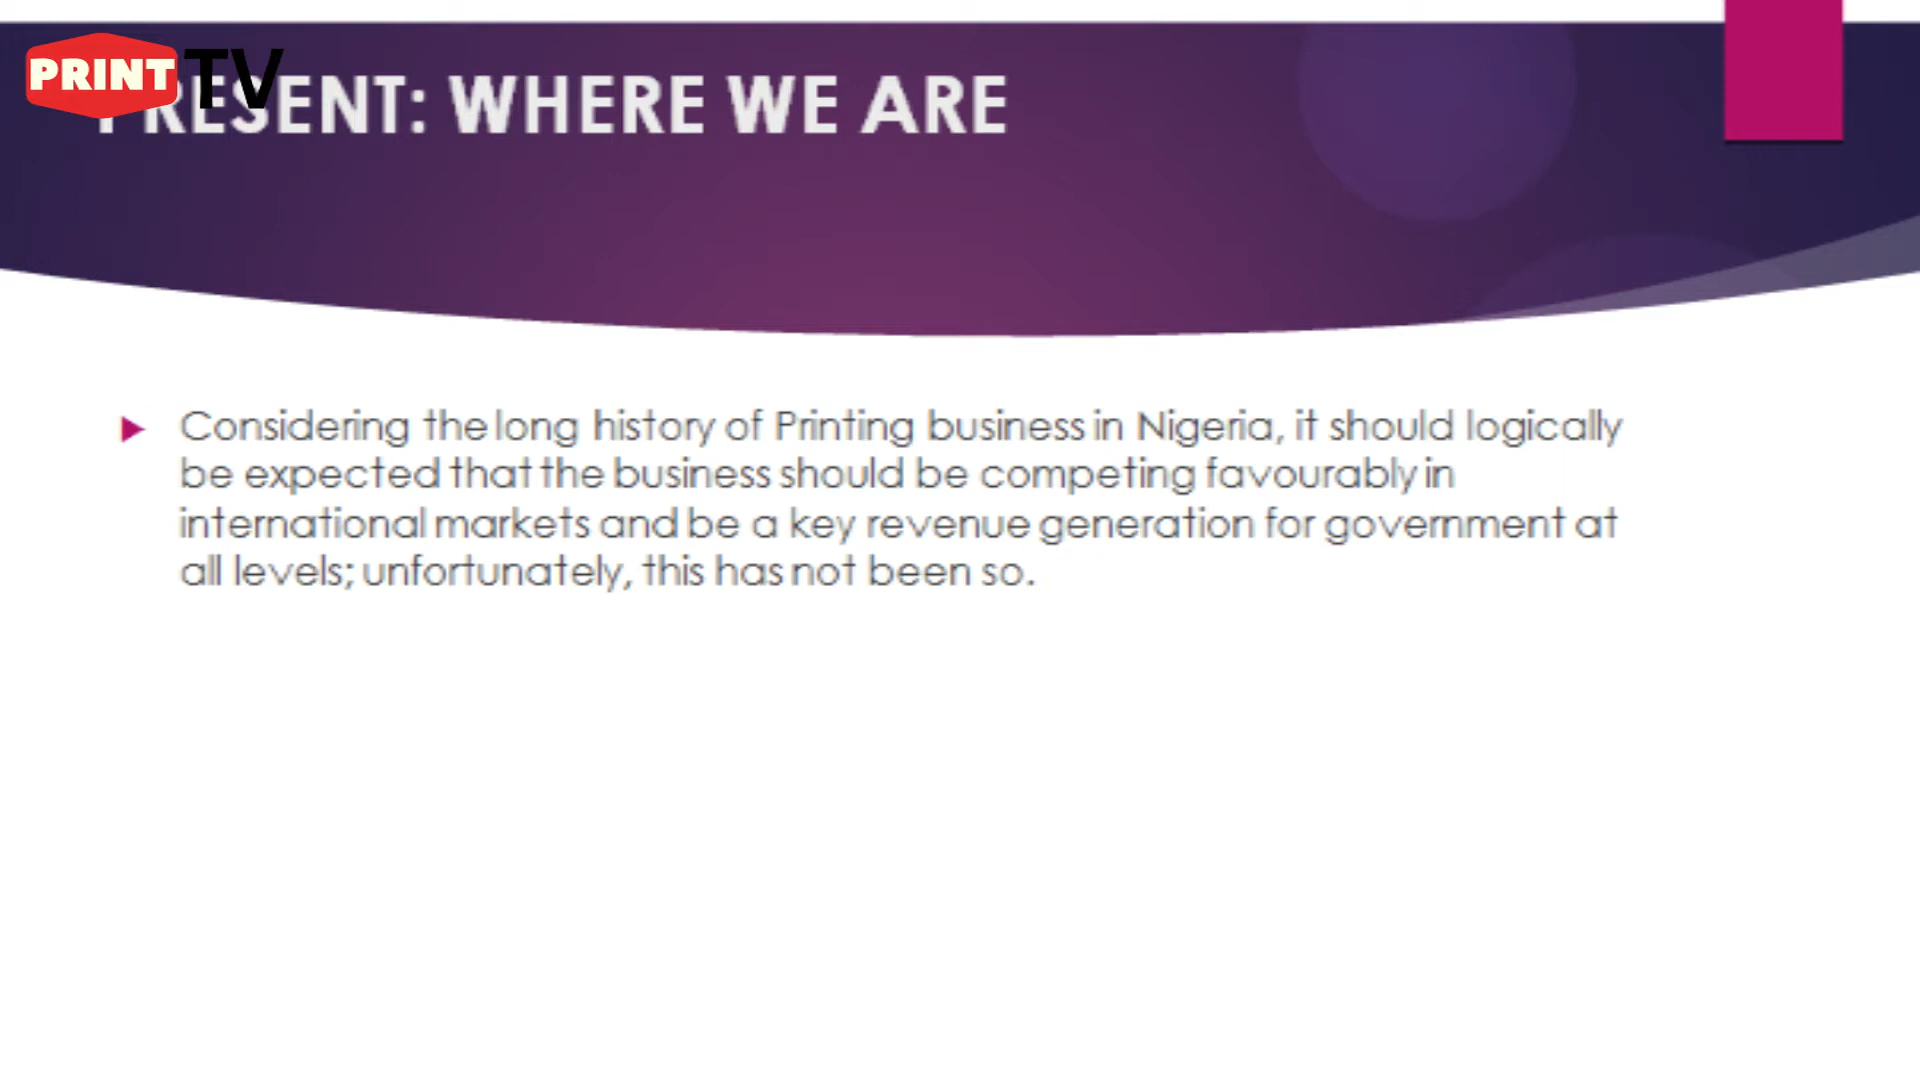 PRINT TV
PRESENT: WHERE WE ARE
Considering the long history of Printing business in Nigeria, it should logically
be expected that the business should be competing favourably in
international markets and be a key revenue generation for government at
all levels; unfortunately, this has not been so.